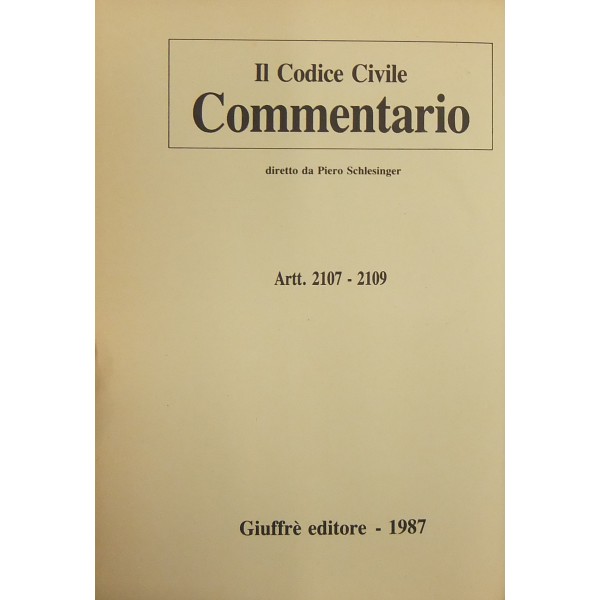 Il Codice Civile
Commentario
diretto da Piero Schlesinger
Artt. 2107 - 2109
Giuffrè editore - 1987